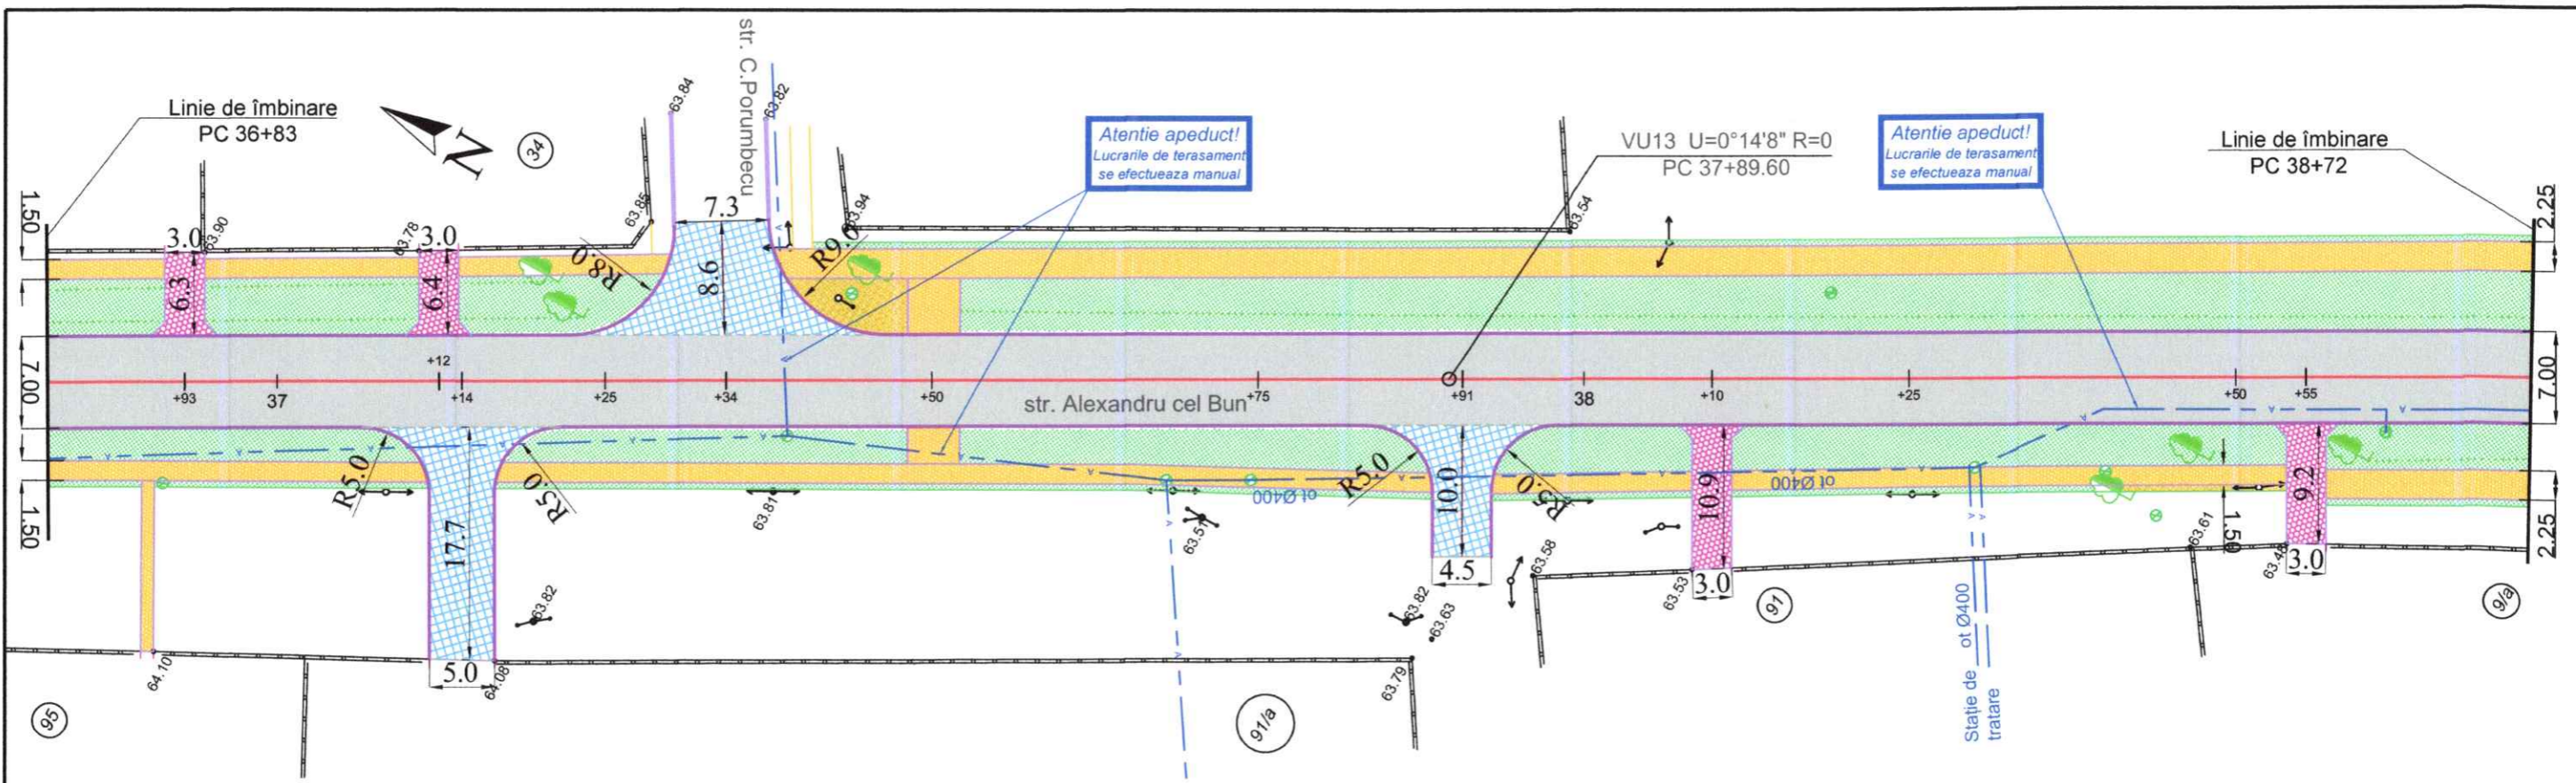 str. C.Porumbecu
63.84
63.82
Linie de îmbinare
PC 36+83
N
34
Atentie apeduct!
Lucrarile de terasament
se efectueaza manual
VU13 U=0°14'8" R=0
PC 37+89.60
Atentie apeduct!
Lucrarile de terasament
se efectueaza manual
Linie de îmbinare
PC 38+72
1.50
3.0
63.90
63.78
3.0
63.85
7.3
63.94
63.54
2.25
6.3
6.4
R8.0
8.6
R9.0
7.00
+93
37
+12
+14
+25
+34
+50
str. Alexandru cel Bun
+75
+91
38
+10
+25
+50
+55
7.00
R5.0
17.7
R5.0
63.81
ot Ø400
63.51
R5.0
10.0
R5.0
10.9
ot Ø400
9.2
1.50
1.50
2.25
63.82
5.0
64.10
64.08
4.5
63.82
63.63
63.58
63.53
3.0
63.61
63.48
3.0
63.79
95
91/a
91
9/a
Stație de
tratare
ot Ø400